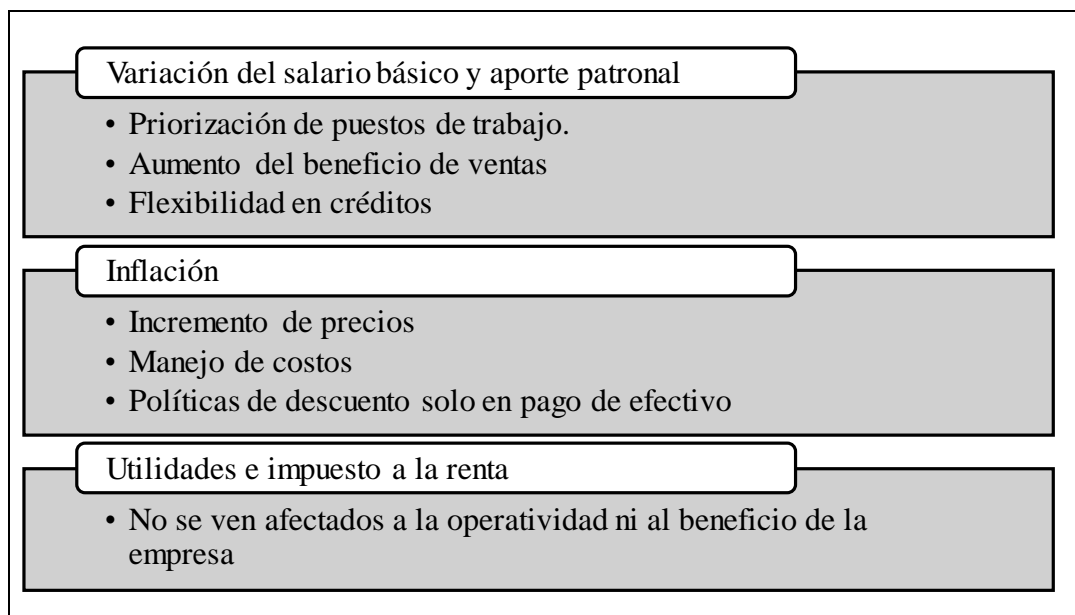 Variación del salario básico y aporte patronal
• Priorización de puestos de trabajo.
• Aumento del beneficio de ventas
• Flexibilidad en créditos
Inflación
• Incremento de precios
• Manejo de costos
• Políticas de descuento solo en pago de efectivo
Utilidades e impuesto a la renta
• No se ven afectados a la operatividad ni al beneficio de la
empresa